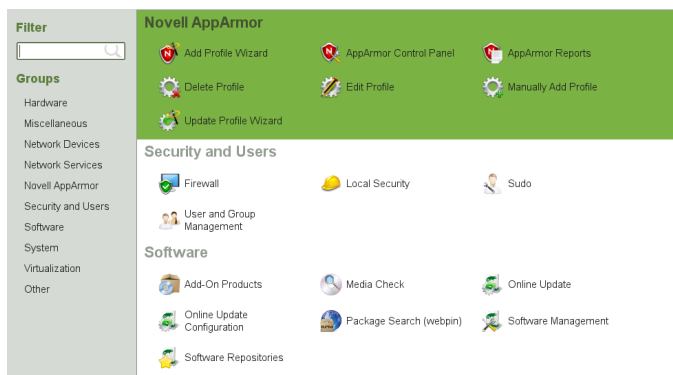 Filter
Groups
Hardware
Miscellaneous
Network Devices
Network Services
Novell AppArmor
Security and Users
Software
System
Virtualization
Other
Novell AppArmor
Add Profile Wizard
AppArmor Control Panel
AppArmor Reports
Delete Profile
Edit Profile
Manually Add Profile
Update Profile Wizard
Security and Users
Firewall
Local Security
Sudo
User and Group
Management
Software
Add-On Products
Media Check
Online Update
Online Update
Configuration
Package Search (webpin)
Software Management
Software Repositories